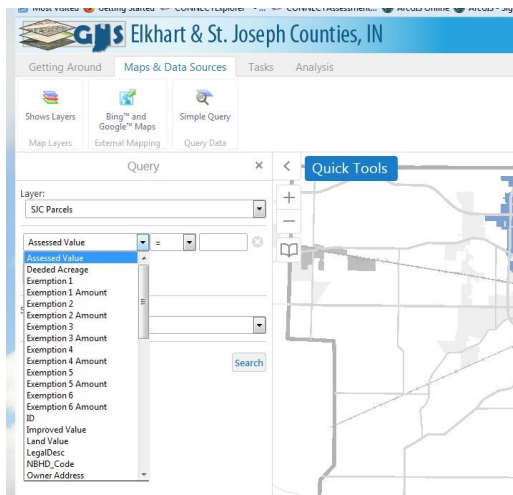 Most Visited Getting Started CONNECTExplorer CONNECTAssessment... ArcGIS Online ArcGIS - Sig
GIS Elkhart & St. Joseph Counties, IN
Getting Around Maps & Data Sources Tasks Analysis
Shows Layers Bing™ and Simple Query
Google™ Maps
Map Layers External Mapping Query Data
Query × < Quick Tools
Layer:
SJC Parcels
Assessed Value =
Assessed Value
Deeded Acreage
Exemption 1
Exemption 1 Amount
Exemption 2
Exemption 2 Amount
Exemption 3
Exemption 3 Amount
Exemption 4
Exemption 4 Amount
Exemption 5
Exemption 5 Amount
Search
Exemption 6
Exemption 6 Amount
ID
Improved Value
Land Value
LegalDesc
NBHD_Code
Owner Address